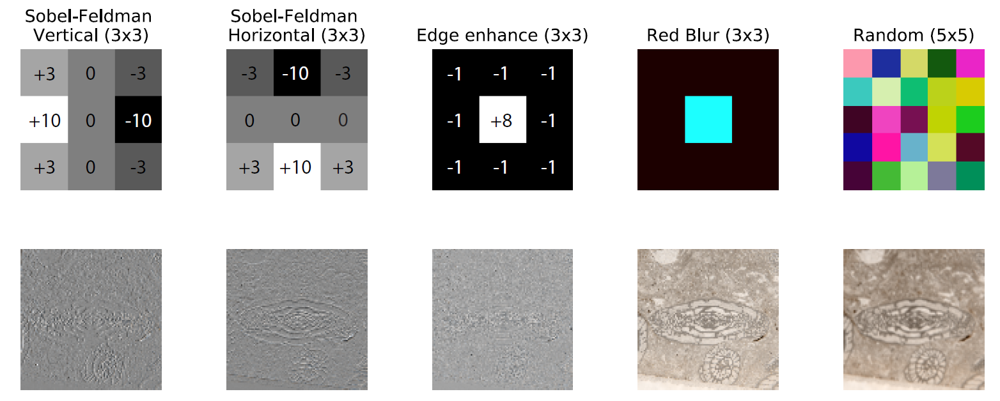 Sobel-Feldman
Vertical (3x3)
Sobel-Feldman
Horizontal (3x3)
Edge enhance (3x3)
Red Blur (3x3)
Random (5x5)
+3 0 -3
+10 0 -10
+3 0 -3
-3 -10 -3
0 0 0
+3 +10 +3
-1 -1 -1
-1 +8 -1
-1 -1 -1